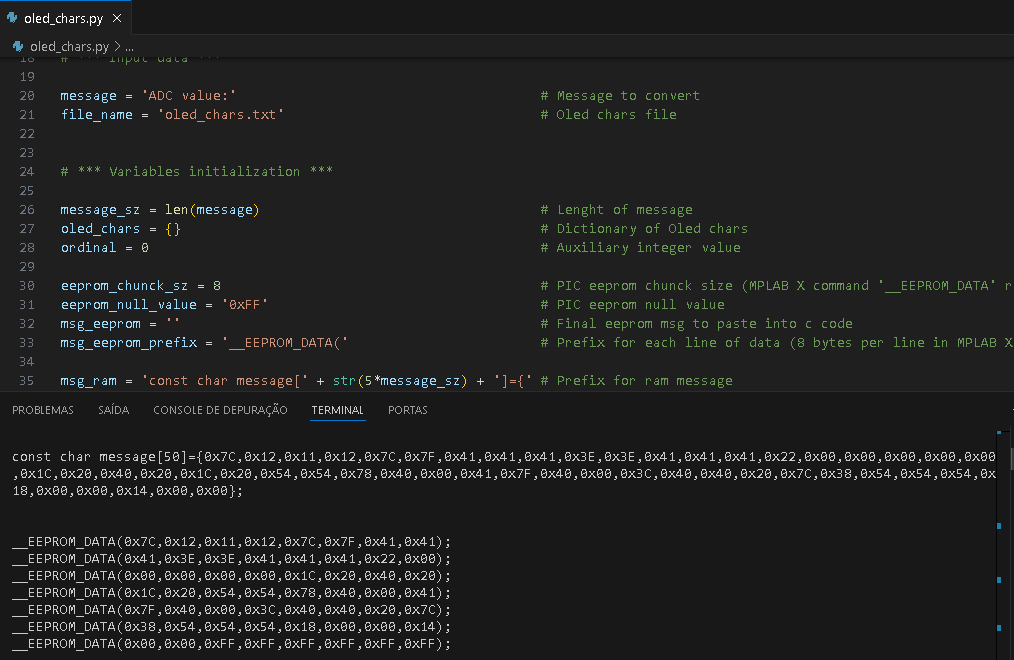 oled_chars.py ×
oled_chars.py > ...
18 # *** Input data ***
19
20 message = 'ADC value:' # Message to convert
21 file_name = 'oled_chars.txt' # Oled chars file
22
23
24 # *** Variables initialization ***
25
26 message_sz = len(message) # Lenght of message
27 oled_chars = {} # Dictionary of Oled chars
28 ordinal = 0 # Auxiliary integer value
29
30 eeprom_chunck_sz = 8 # PIC eeprom chunck size (MPLAB X command '__EEPROM_DATA' r
31 eeprom_null_value = '0xFF' # PIC eeprom null value
32 msg_eeprom = '' # Final eeprom msg to paste into c code
33 msg_eeprom_prefix = '__EEPROM_DATA(' # Prefix for each line of data (8 bytes per line in MPLAB X
34
35 msg_ram = 'const char message[' + str(5*message_sz) + ']={' # Prefix for ram message
PROBLEMAS SAÍDA CONSOLE DE DEPURAÇÃO TERMINAL PORTAS
const char message[50]={0x7C,0x12,0x11,0x12,0x7C,0x7F,0x41,0x41,0x41,0x3E,0x3E,0x41,0x41,0x41,0x22,0x00,0x00,0x00,0x00,0x00
,0x1C,0x20,0x40,0x20,0x1C,0x20,0x54,0x54,0x78,0x40,0x00,0x41,0x7F,0x40,0x00,0x3C,0x40,0x40,0x20,0x7C,0x38,0x54,0x54,0x54,0x
18,0x00,0x00,0x14,0x00,0x00};
__EEPROM_DATA(0x7C,0x12,0x11,0x12,0x7C,0x7F,0x41,0x41);
__EEPROM_DATA(0x41,0x3E,0x3E,0x41,0x41,0x41,0x22,0x00);
__EEPROM_DATA(0x00,0x00,0x00,0x00,0x1C,0x20,0x40,0x20);
__EEPROM_DATA(0x1C,0x20,0x54,0x54,0x78,0x40,0x00,0x41);
__EEPROM_DATA(0x7F,0x40,0x00,0x3C,0x40,0x40,0x20,0x7C);
__EEPROM_DATA(0x38,0x54,0x54,0x54,0x18,0x00,0x00,0x14);
__EEPROM_DATA(0x00,0x00,0xFF,0xFF,0xFF,0xFF,0xFF,0xFF);